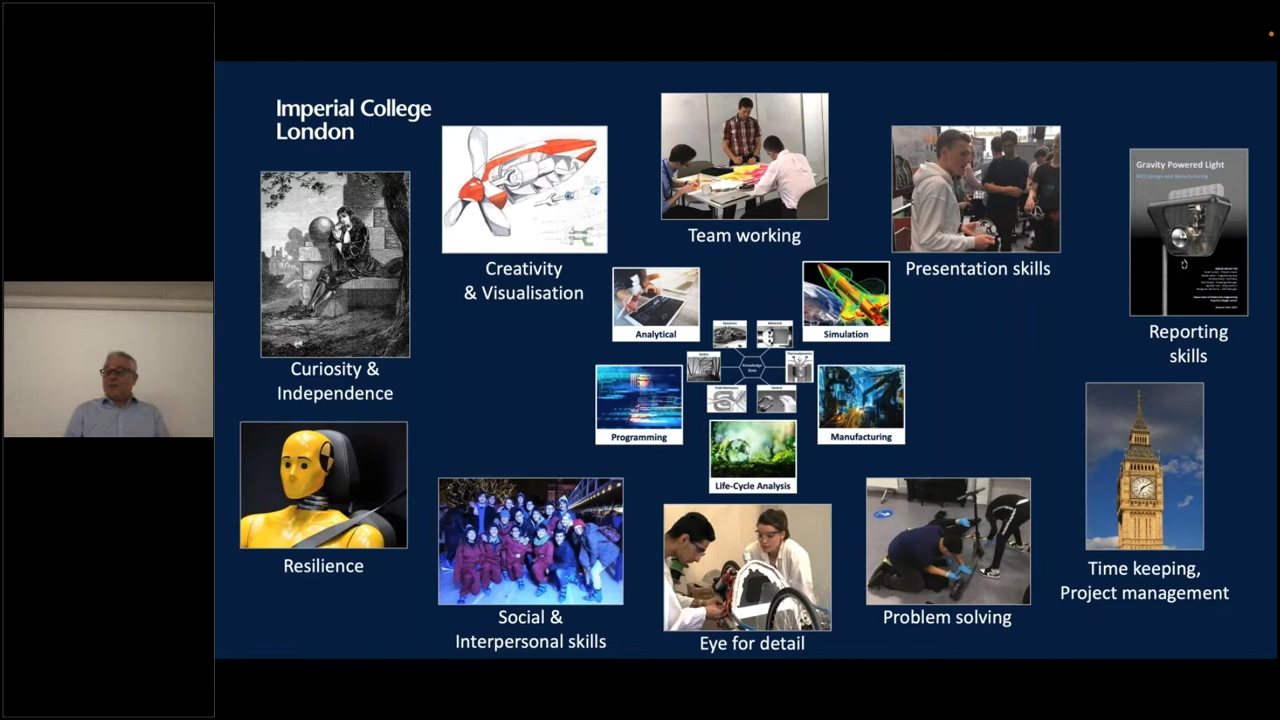 Imperial College
London
Creativity
& Visualisation
Team working
Presentation skills
Gravity Powered Light
Reporting
skills
Curiosity &
Independence
Analytical
Simulation
Programming
Manufacturing
Life-Cycle Analysis
Resilience
Social &
Interpersonal skills
Eye for detail
Problem solving
Time keeping,
Project management